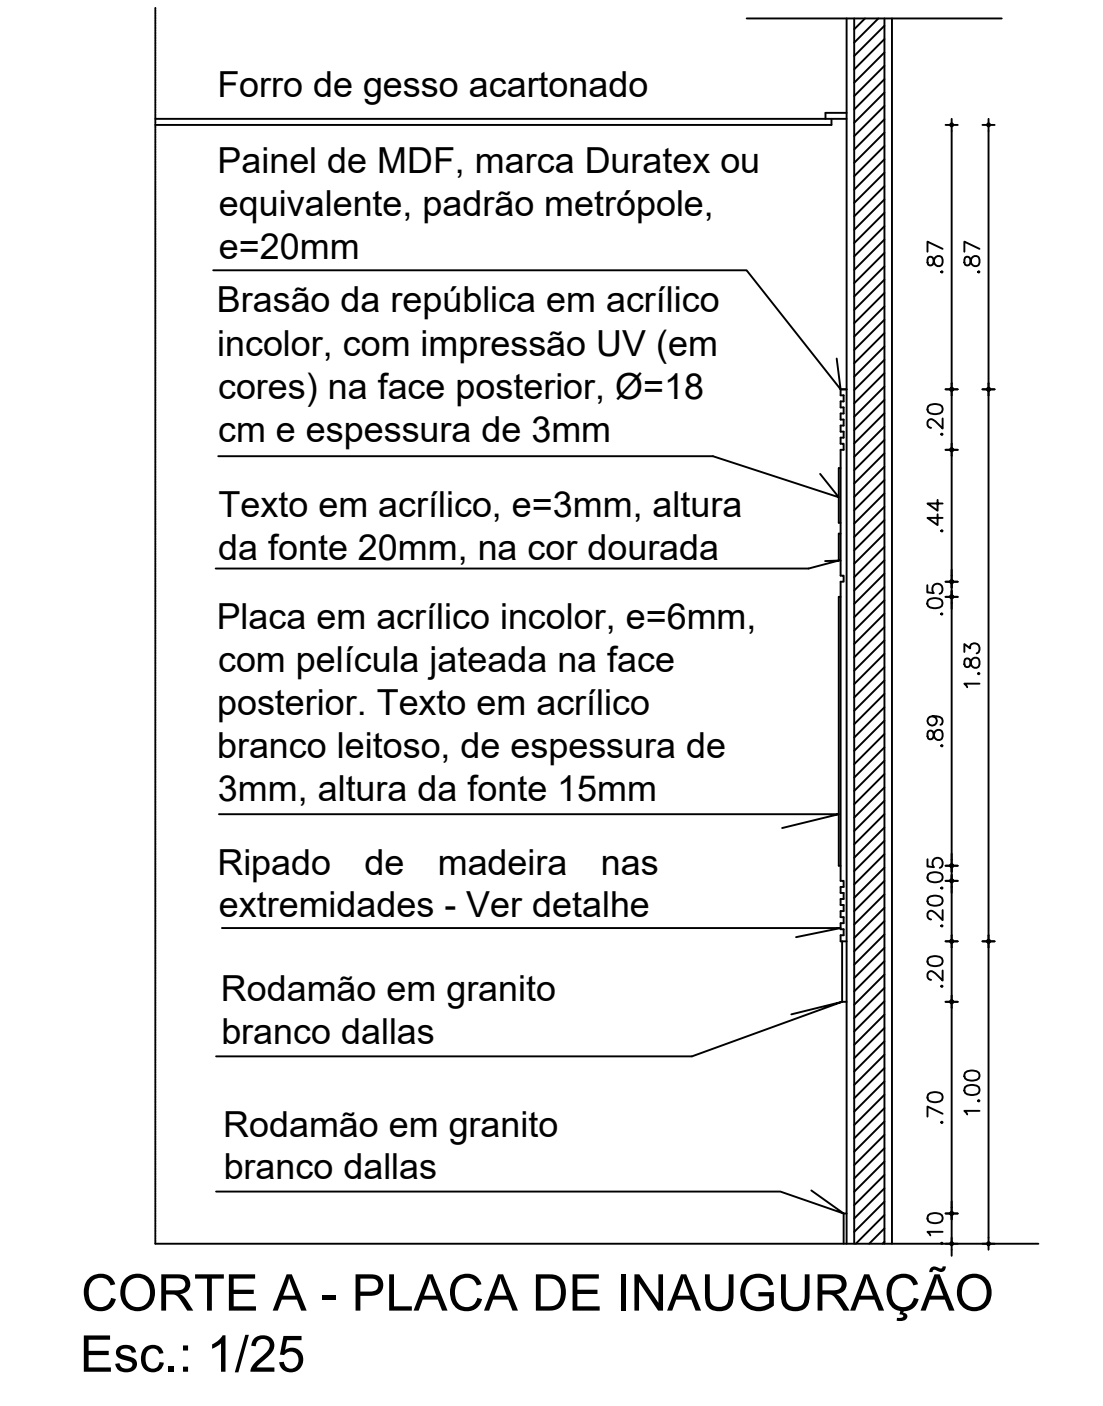 Forro de gesso acartonado
Painel de MDF, marca Duratex ou
equivalente, padrão metrópole,
e=20mm
Brasão da república em acrílico
incolor, com impressão UV (em
cores) na face posterior, Ø=18
cm e espessura de 3mm
Texto em acrílico, e=3mm, altura
da fonte 20mm, na cor dourada
Placa em acrílico incolor, e=6mm,
com película jateada na face
posterior. Texto em acrílico
branco leitoso, de espessura de
3mm, altura da fonte 15mm
Ripado de madeira nas
extremidades - Ver detalhe
Rodamão em granito
branco dallas
Rodamão em granito
branco dallas
.87
.20
.44
.05
.89
.05
.20
.20
.70
.10
.87
1.83
1.00
CORTE A - PLACA DE INAUGURAÇÃO
Esc.: 1/25